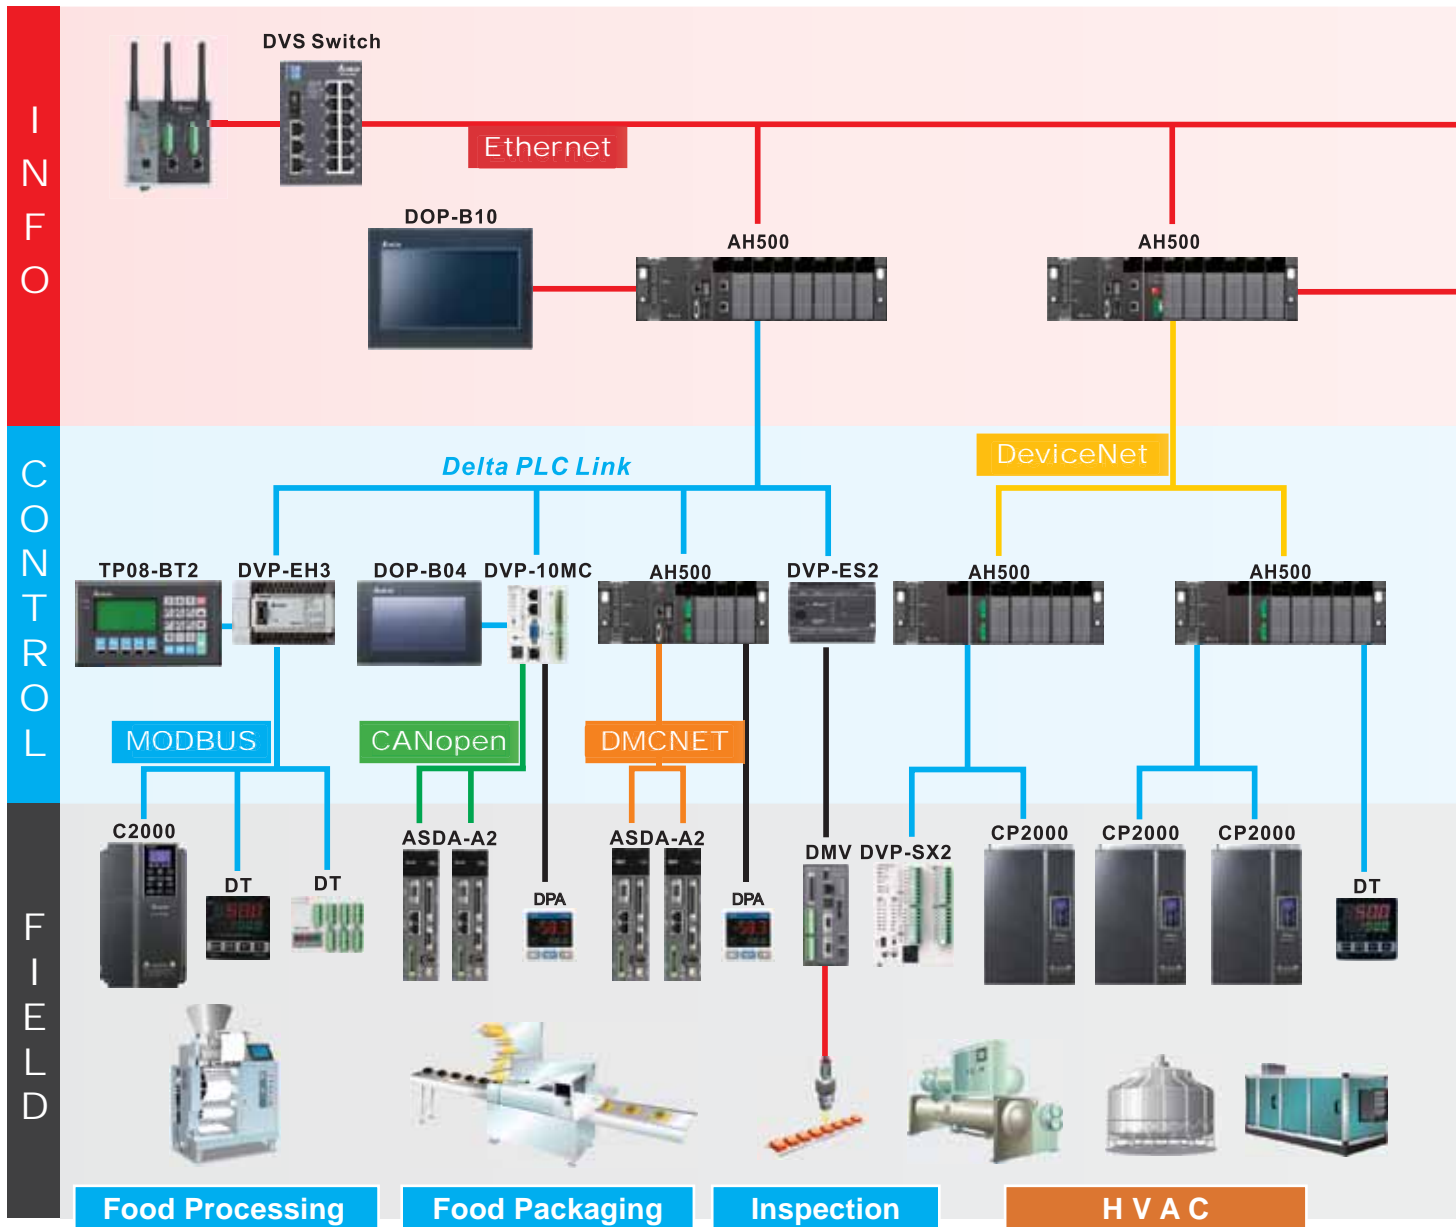 INFO
DVS Switch
Ethernet
DOP-B10
AH500
AH500
CONTROL
Delta PLC Link
DeviceNet
TP08-BT2
DVP-EH3
DOP-B04
DVP-10MC
AH500
DVP-ES2
AH500
AH500
MODBUS
CANopen
DMCNET
FIELD
C2000
DT
DT
ASDA-A2
DPA
ASDA-A2
DPA
DMV
DVP-SX2
CP2000
CP2000
CP2000
DT
Food Processing
Food Packaging
Inspection
HVAC